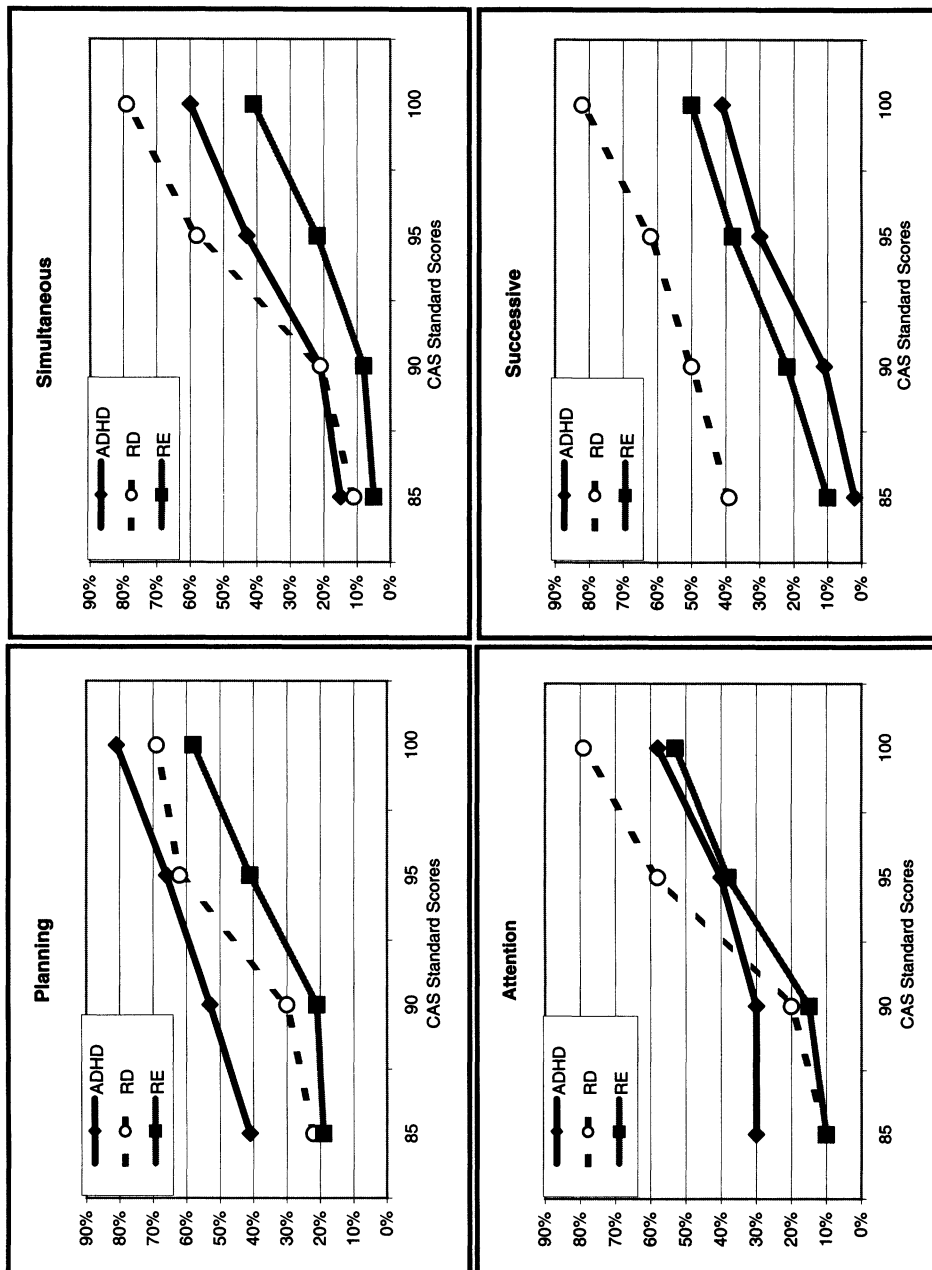 Planning
90%
80%
70%
60%
50%
40%
30%
20%
10%
0%
ADHD
RD
RE
85
90
95
100
CAS Standard Scores
Simultaneous
90%
80%
70%
60%
50%
40%
30%
20%
10%
0%
ADHD
RD
RE
85
90
95
100
CAS Standard Scores
Attention
90%
80%
70%
60%
50%
40%
30%
20%
10%
0%
ADHD
RD
RE
85
90
95
100
CAS Standard Scores
Successive
90%
80%
70%
60%
50%
40%
30%
20%
10%
0%
ADHD
RD
RE
85
90
95
100
CAS Standard Scores